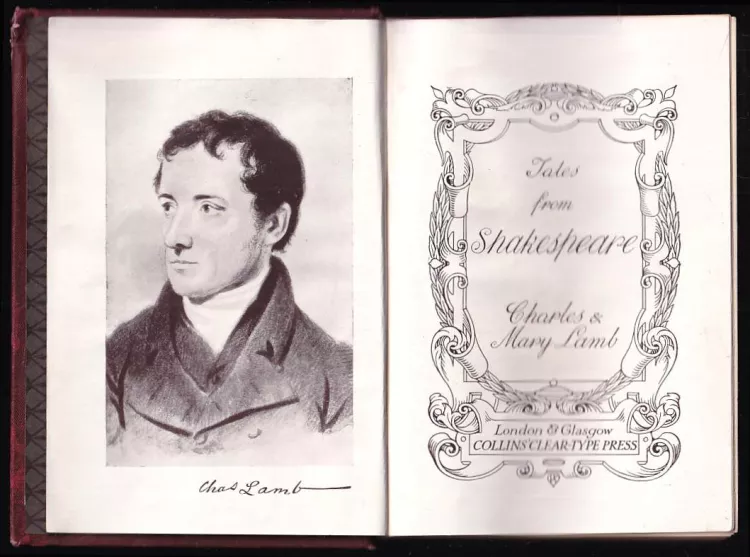 Chas Lamb
Tales
from
Shakespeare
Charles &
Mary Lamb
London & Glasgow
COLLINS' CLEAR-TYPE PRESS